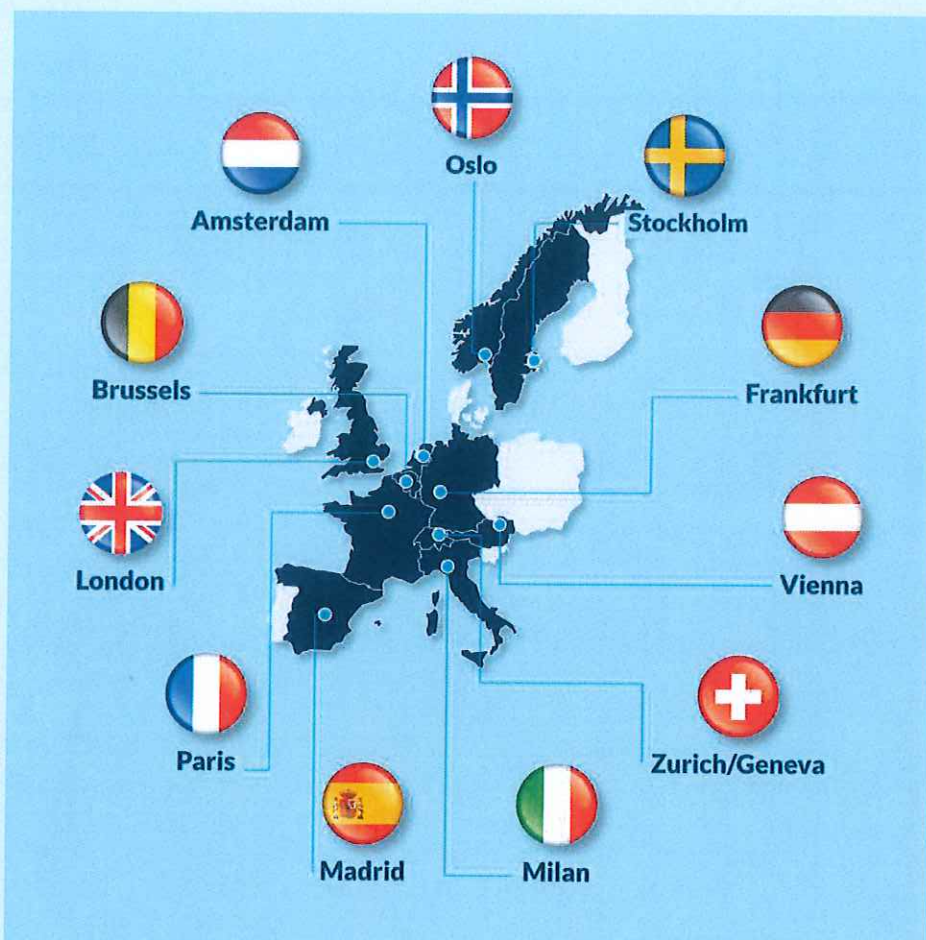 Oslo
Amsterdam
Stockholm
Brussels
Frankfurt
London
Vienna
Paris
Zurich/Geneva
Madrid
Milan